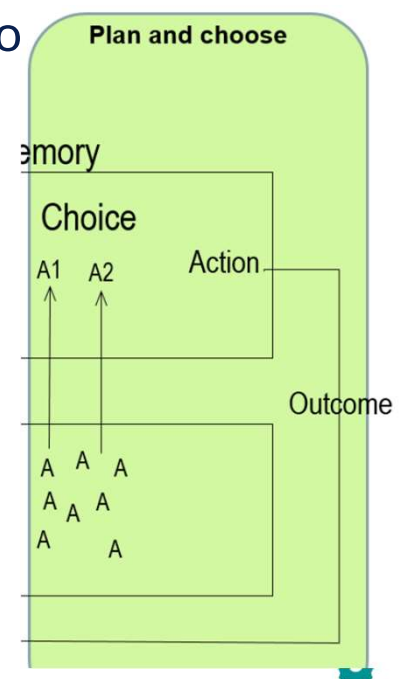 o
Plan and choose
emory
Choice
A1 A2
Action
Outcome
A A A
A A A
A A